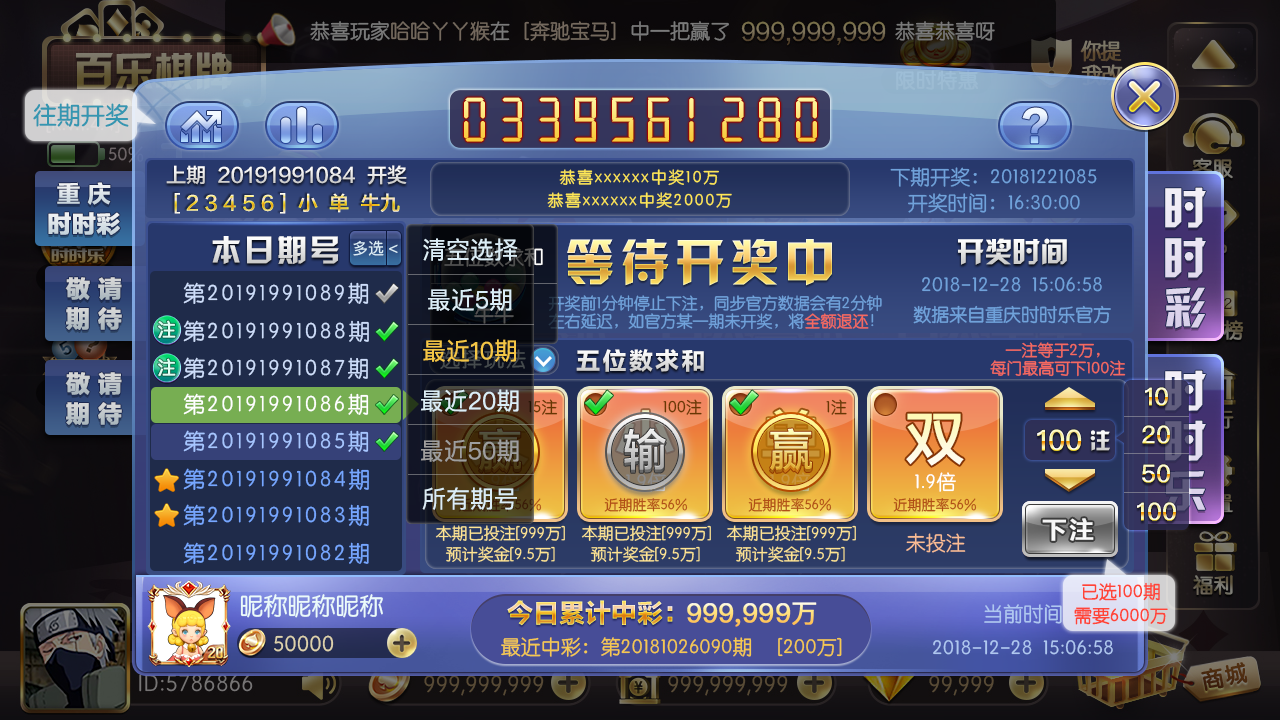 恭喜玩家哈哈丫丫猴在 [奔驰宝马] 中一把赢了 999,999,999 恭喜恭喜呀
百乐棋牌
限时特惠
你提
我改
往期开奖
50%
0339561280
?
客服
上期 20191991084 开奖
[23456]小 单 牛九
恭喜xxxxxx中奖10万
恭喜xxxxxx中奖2000万
下期开奖：20181221085
开奖时间：16:30:00
重庆
时时彩
时时乐
敬请
期待
敬请
期待
本日期号
多选<
第20191991089期
注 第20191991088期
注 第20191991087期
第20191991086期
第20191991085期
第20191991084期
第20191991083期
第20191991082期
清空选择
最近5期
最近10期
最近20期
最近50期
所有期号
等待开奖中
开奖前1分钟停止下注，同步官方数据会有2分钟
左右延迟，如官方某一期未开奖，将全额退还！
开奖时间
2018-12-28 15:06:58
数据来自重庆时时乐官方
选择玩法
五位数求和
一注等于2万，
每门最高可下100注
15注
赢
本期已投注[999万]
预计奖金[9.5万]
100注
输
近期胜率56%
本期已投注[999万]
预计奖金[9.5万]
1注
赢
近期胜率56%
本期已投注[999万]
预计奖金[9.5万]
双
1.9倍
近期胜率56%
未投注
100注
下注
10
20
50
100
时时彩
时时乐
榜
福利
已选100期
需要6000万
昵称昵称昵称
20
50000
今日累计中彩：999,999万
最近中彩：第20181026090期 [200万]
当前时间
2018-12-28 15:06:58
ID:5786866
999,999,999
999,999,999
99,999
商城